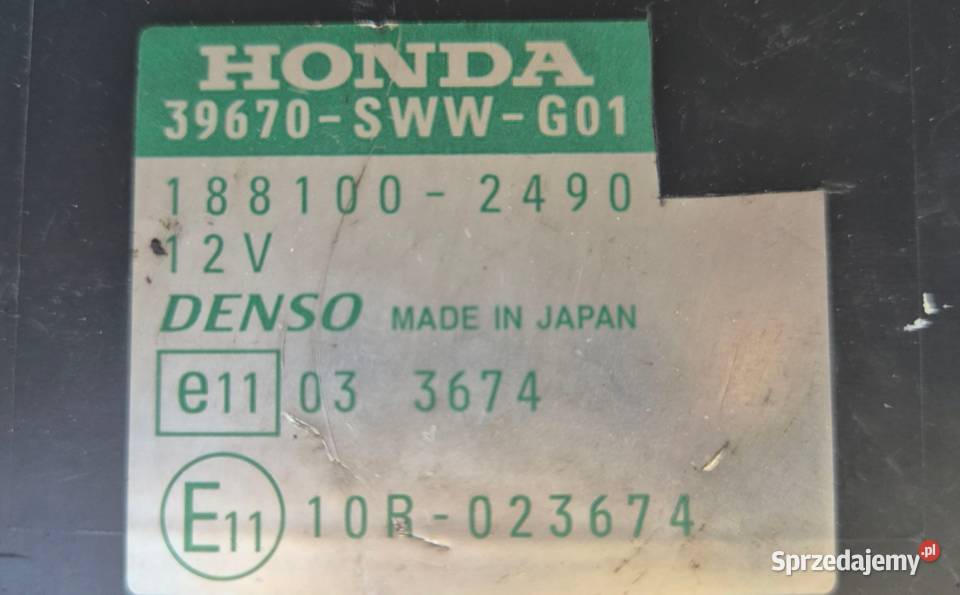 HONDA
39670-SWW-G01
188100-2490
12V
DENSO MADE IN JAPAN
e11 03 3674
E11 10R-023674
Sprzedajemy.pl